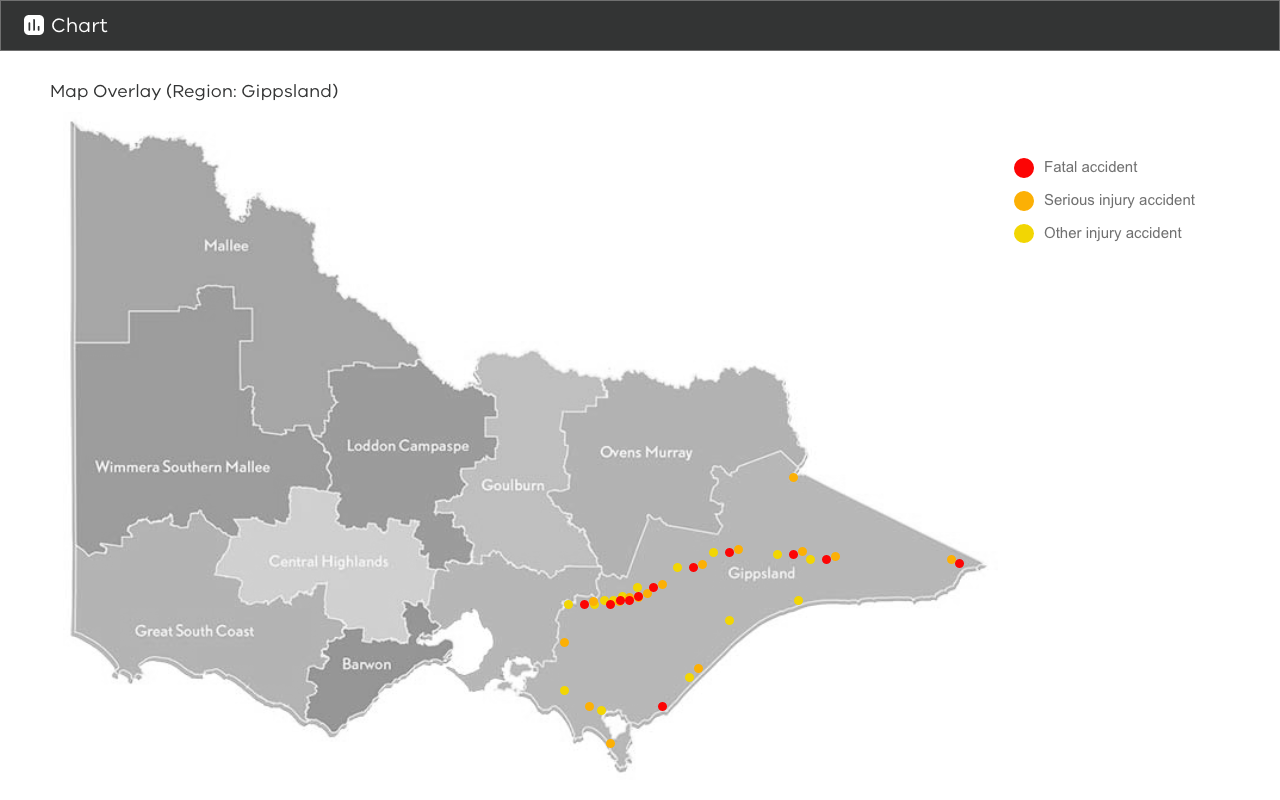 Chart
Map Overlay (Region: Gippsland)
Fatal accident
Serious injury accident
Other injury accident
Mallee
Loddon Campaspe
Ovens Murray
Wimmera Southern Mallee
Goulburn
Central Highlands
Gippsland
Great South Coast
Barwon